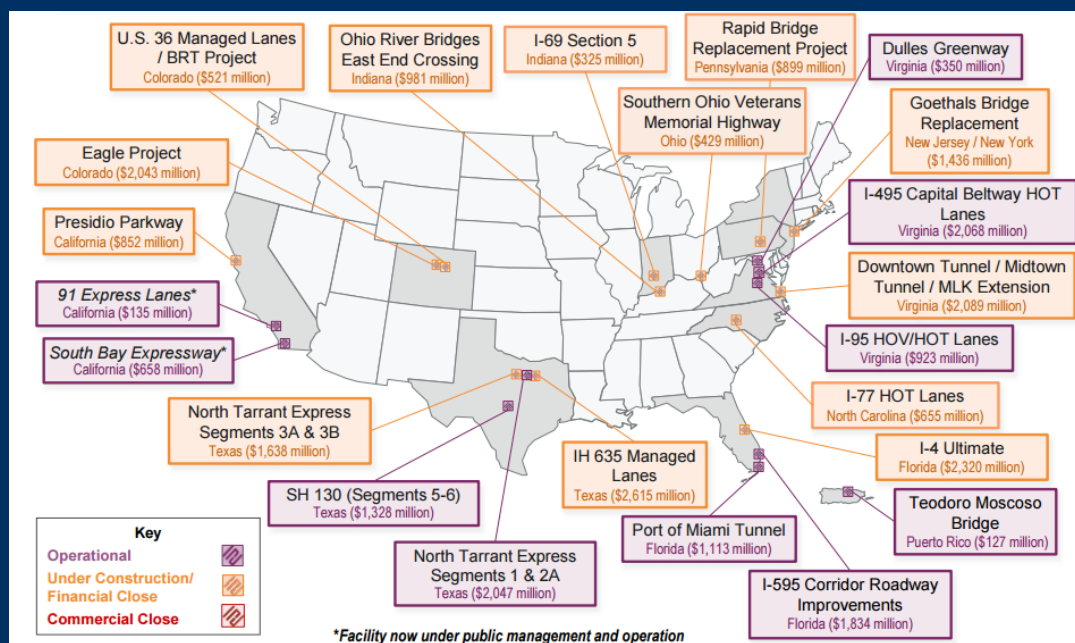 U.S. 36 Managed Lanes
/ BRT Project
Colorado ($521 million)
Ohio River Bridges
East End Crossing
Indiana ($981 million)
I-69 Section 5
Indiana ($325 million)
Rapid Bridge
Replacement Project
Pennsylvania ($899 million)
Dulles Greenway
Virginia ($350 million)
Southern Ohio Veterans
Memorial Highway
Ohio ($429 million)
Goethals Bridge
Replacement
New Jersey / New York
($1,436 million)
Eagle Project
Colorado ($2,043 million)
I-495 Capital Beltway HOT
Lanes
Virginia ($2,068 million)
Presidio Parkway
California ($852 million)
Downtown Tunnel / Midtown
Tunnel / MLK Extension
Virginia ($2,089 million)
91 Express Lanes*
California ($135 million)
South Bay Expressway*
California ($658 million)
I-95 HOV/HOT Lanes
Virginia ($923 million)
I-77 HOT Lanes
North Carolina ($655 million)
North Tarrant Express
Segments 3A & 3B
Texas ($1,638 million)
IH 635 Managed
Lanes
Texas ($2,615 million)
I-4 Ultimate
Florida ($2,320 million)
SH 130 (Segments 5-6)
Texas ($1,328 million)
Port of Miami Tunnel
Florida ($1,113 million)
Teodoro Moscoso
Bridge
Puerto Rico ($127 million)
North Tarrant Express
Segments 1 & 2A
Texas ($2,047 million)
I-595 Corridor Roadway
Improvements
Florida ($1,834 million)
Key
Operational
Under Construction/
Financial Close
Commercial Close
*Facility now under public management and operation